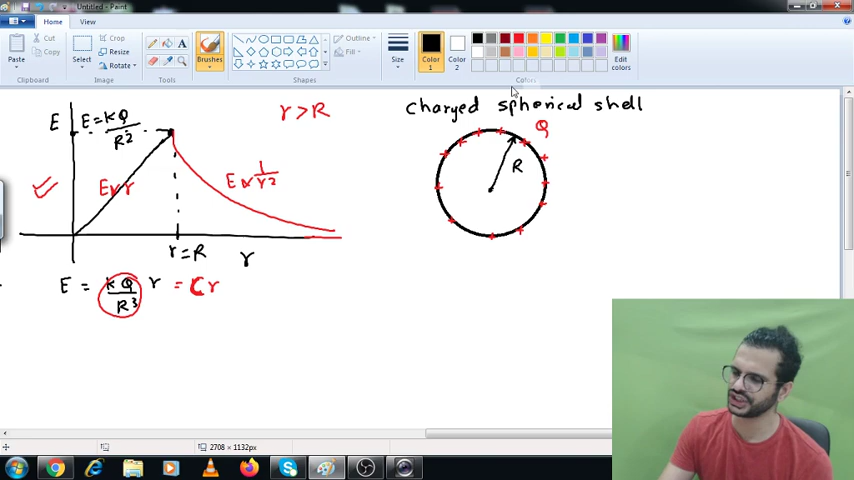 Untitled - Paint
Home
View
Cut
Copy
Paste
Clipboard
Crop
Resize
Rotate
Select
Image
Tools
Brushes
Shapes
Outline
Fill
Size
Color 1
Color 2
Edit colors
Colors
E
E = kQ/R²
r > R
E ∝ r
E ∝ 1/r²
r = R
r
E = kQ/R³ r = Cr
charged spherical shell
Q
R
2708 × 1132px